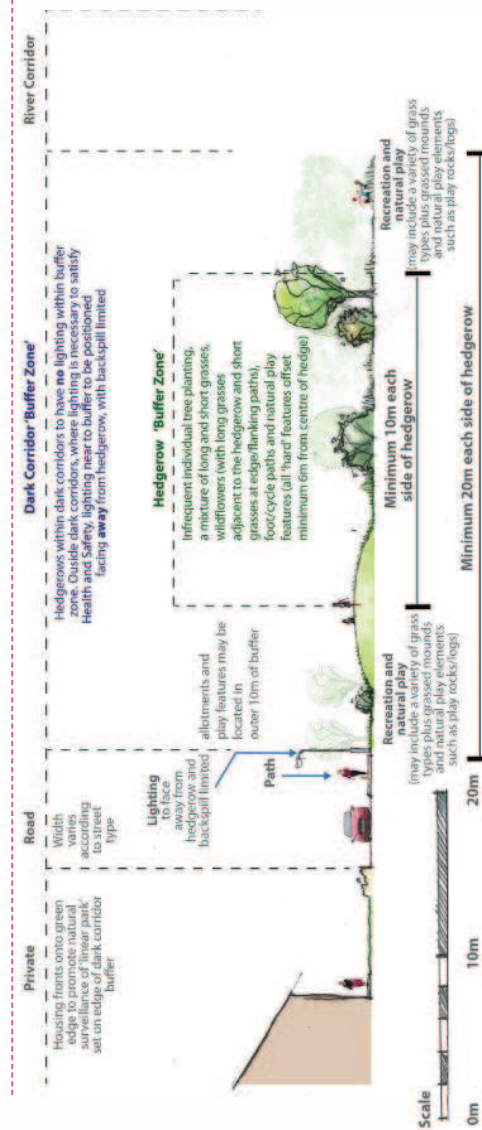 Private
Road
Dark Corridor 'Buffer Zone'
River Corridor
Housing fronts onto green
edge to promote natural
surveillance of 'linear park'
set on edge of dark corridor
buffer
Width
varies
according
to street
type
Hedgerows within dark corridors to have no lighting within buffer
zone. Ouside dark corridors, where lighting is necessary to satisfy
Health and Safety, lighting near to buffer to be positioned
facing away from hedgerow, with backspill limited
Lighting
to face
away from
hedgerow and
backspill limited
Path
allotments and
play features may be
located in
outer 10m of buffer
Hedgerow 'Buffer Zone'
Infrequent individual tree planting,
a mixture of long and short grasses,
wildflowers (with long grasses
adjacent to the hedgerow and short
grasses at edge/flanking paths),
foot/cycle paths and natural play
features (all 'hard' features offset
minimum 6m from centre of hedge)
Recreation and
natural play
(may include a variety of grass
types plus grassed mounds
and natural play elements
such as play rocks/logs)
Minimum 10m each
side of hedgerow
Recreation and
natural play
(may include a variety of grass
types plus grassed mounds
and natural play elements
such as play rocks/logs)
Minimum 20m each side of hedgerow
Scale
0m
10m
20m